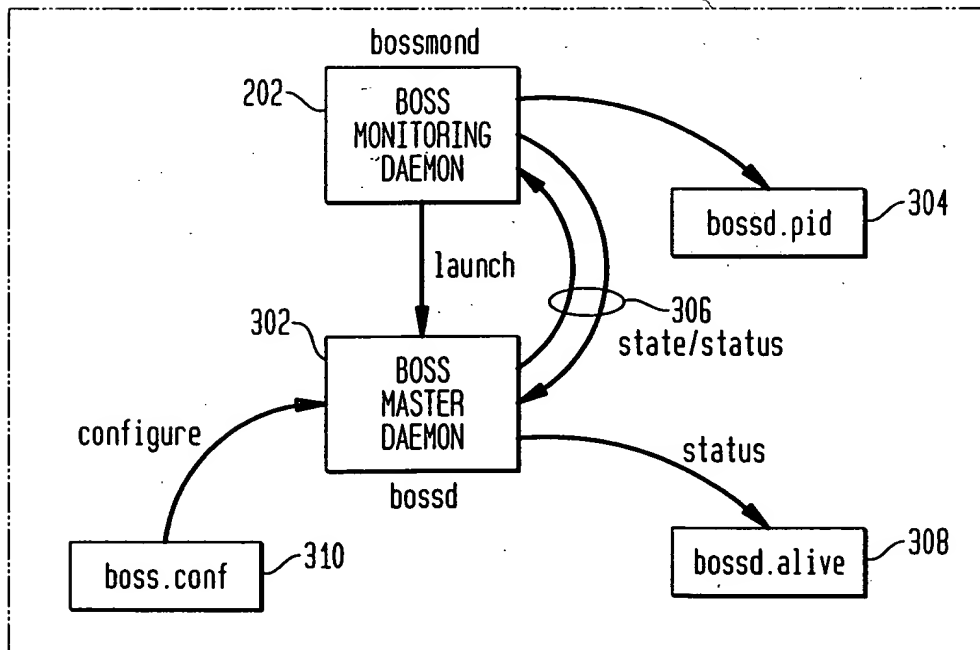 bossmond
202
BOSS
MONITORING
DAEMON
304
bossd.pid
launch
306
state/status
302
BOSS
MASTER
DAEMON
configure
bossd
status
308
bossd.alive
310
boss.conf